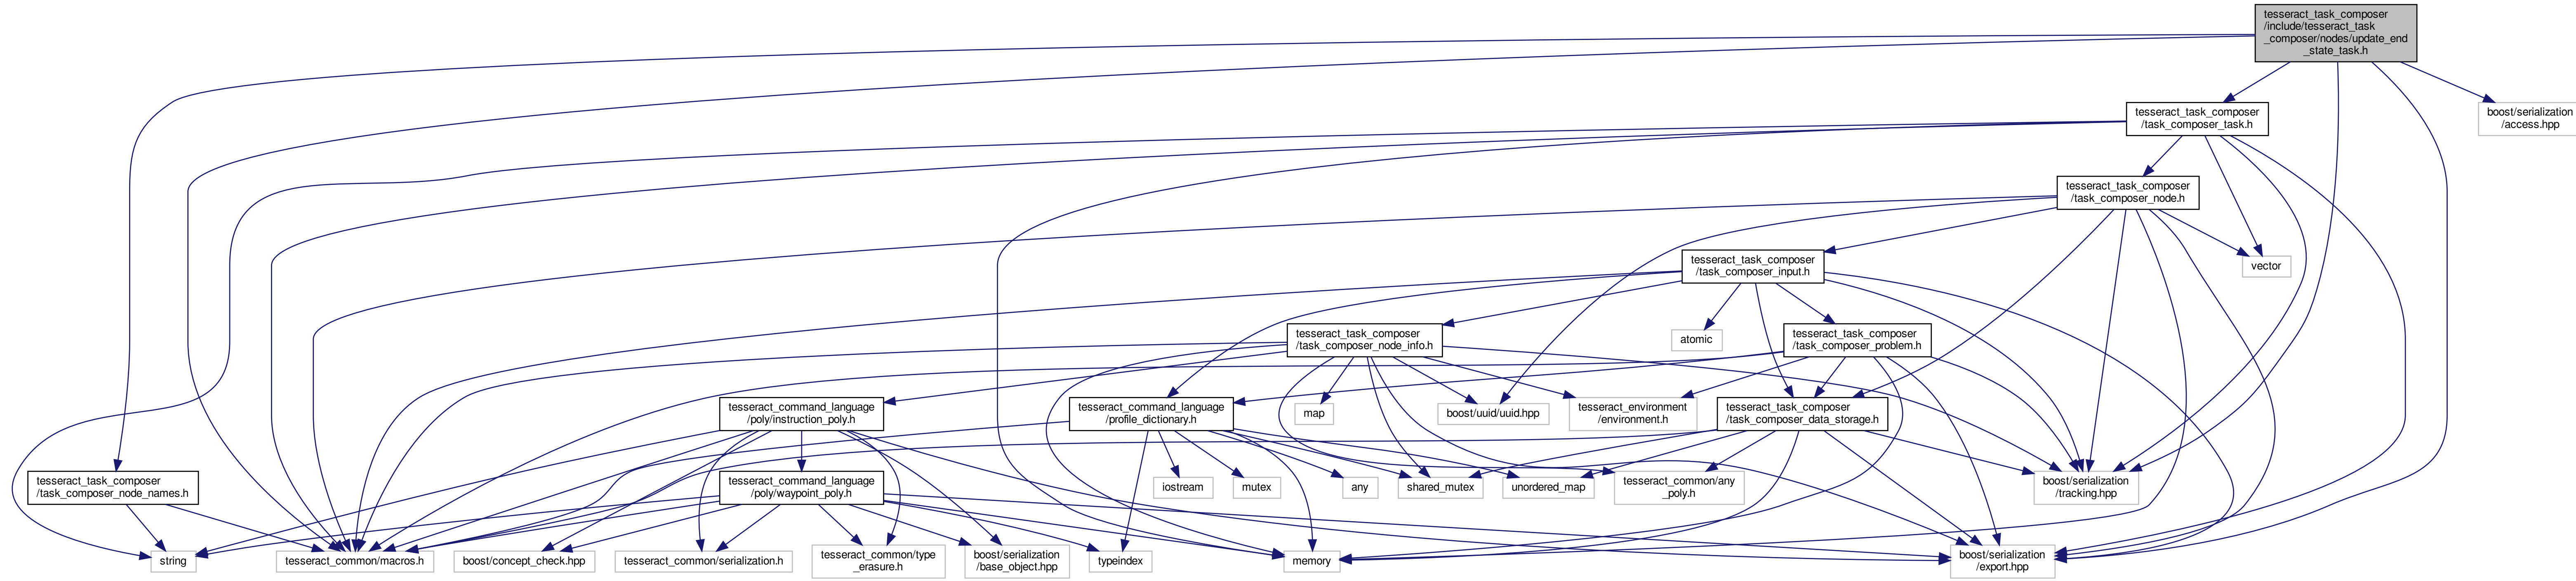 tesseract_task_composer
/include/tesseract_task
_composer/nodes/update_end
_state_task.h
boost/serialization
/access.hpp
tesseract_task_composer
/task_composer_task.h
tesseract_task_composer
/task_composer_node.h
tesseract_task_composer
/task_composer_input.h
vector
tesseract_task_composer
/task_composer_node_info.h
atomic
tesseract_task_composer
/task_composer_problem.h
tesseract_command_language
/poly/instruction_poly.h
tesseract_command_language
/profile_dictionary.h
map
boost/uuid/uuid.hpp
tesseract_environment
/environment.h
tesseract_task_composer
/task_composer_data_storage.h
tesseract_task_composer
/task_composer_node_names.h
tesseract_command_language
/poly/waypoint_poly.h
iostream
mutex
any
shared_mutex
unordered_map
tesseract_common/any
_poly.h
boost/serialization
/tracking.hpp
string
tesseract_common/macros.h
boost/concept_check.hpp
tesseract_common/serialization.h
tesseract_common/type
_erasure.h
boost/serialization
/base_object.hpp
typeindex
memory
boost/serialization
/export.hpp